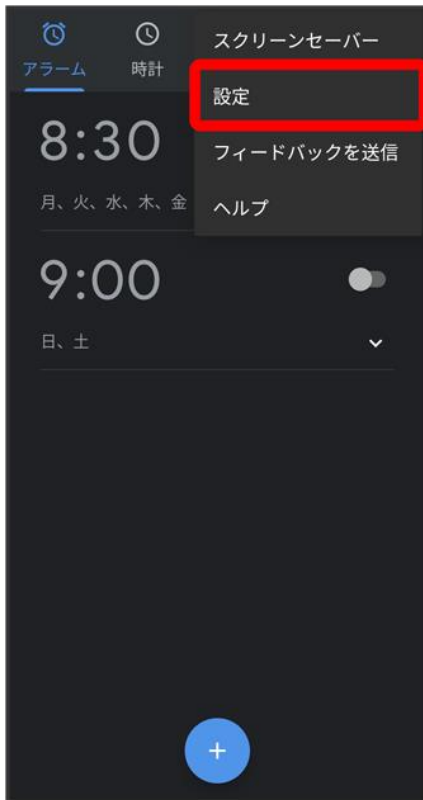 アラーム
時計
スクリーンセーバー
設定
フィードバックを送信
ヘルプ
8:30
月、火、水、木、金
9:00
日、土
+